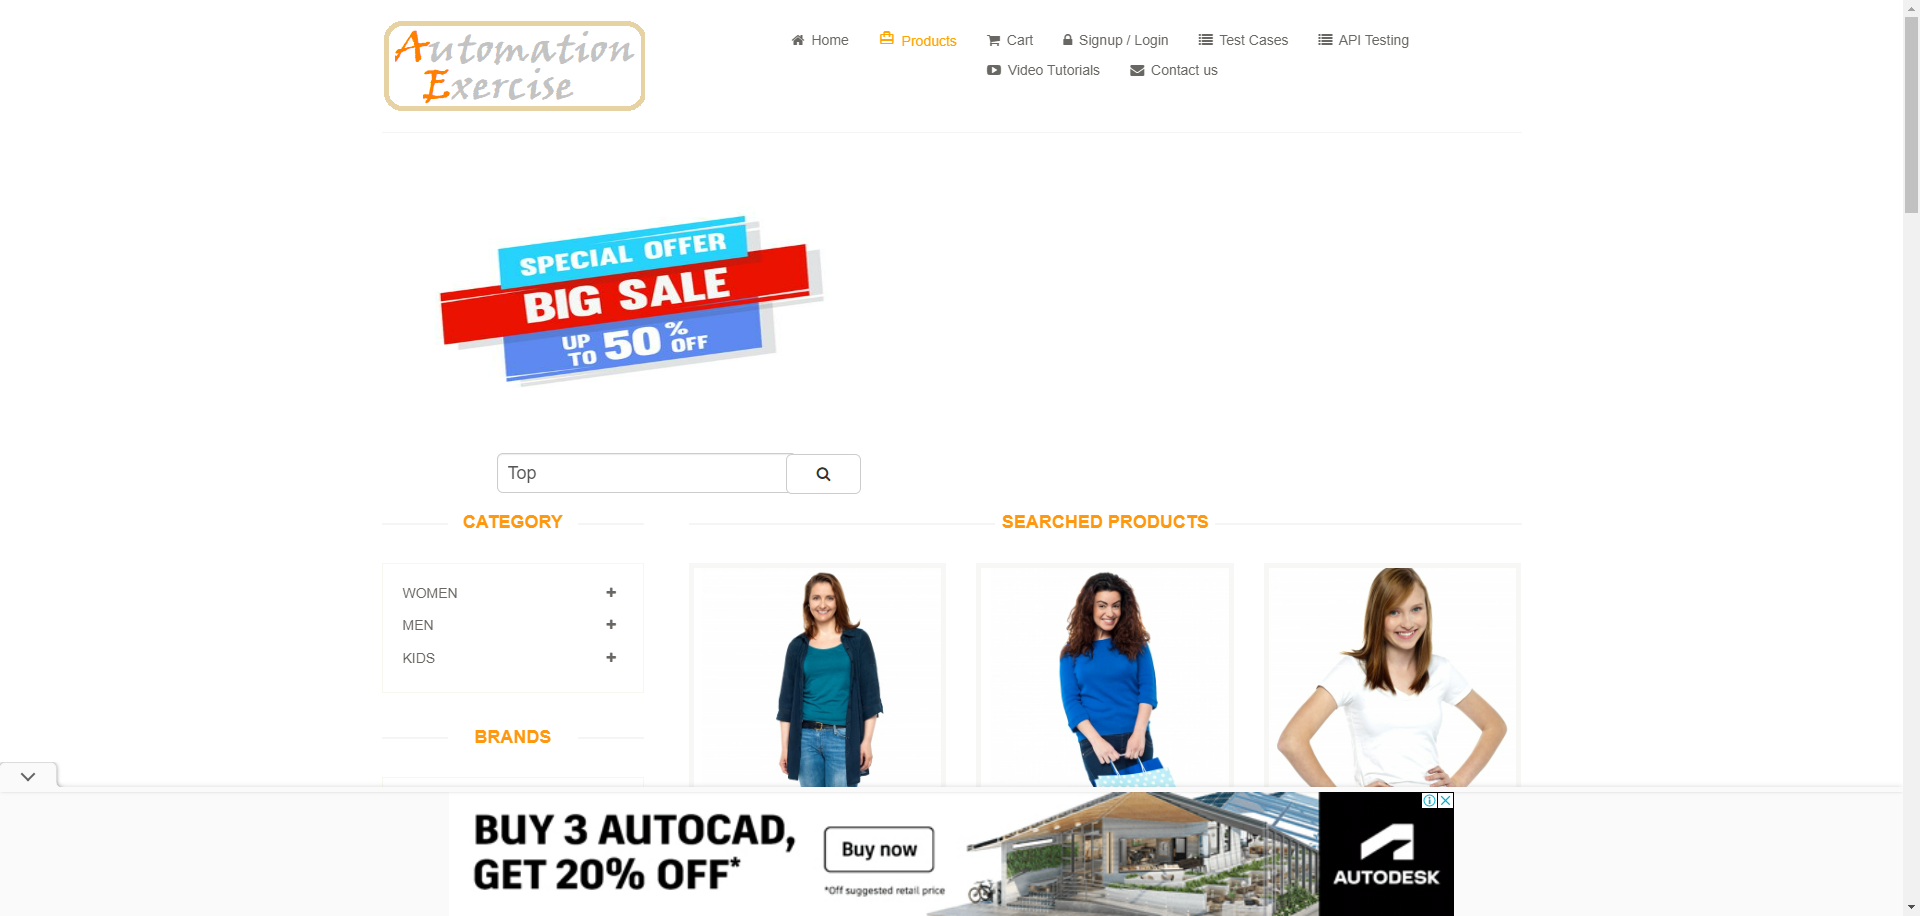 Automation
Exercise
Home
Products
Cart
Signup / Login
Test Cases
API Testing
Video Tutorials
Contact us
SPECIAL OFFER
BIG SALE
UP TO 50% OFF
Top
CATEGORY
WOMEN
MEN
KIDS
BRANDS
SEARCHED PRODUCTS
BUY 3 AUTOCAD,
GET 20% OFF*
Buy now
*Off suggested retail price
AUTODESK